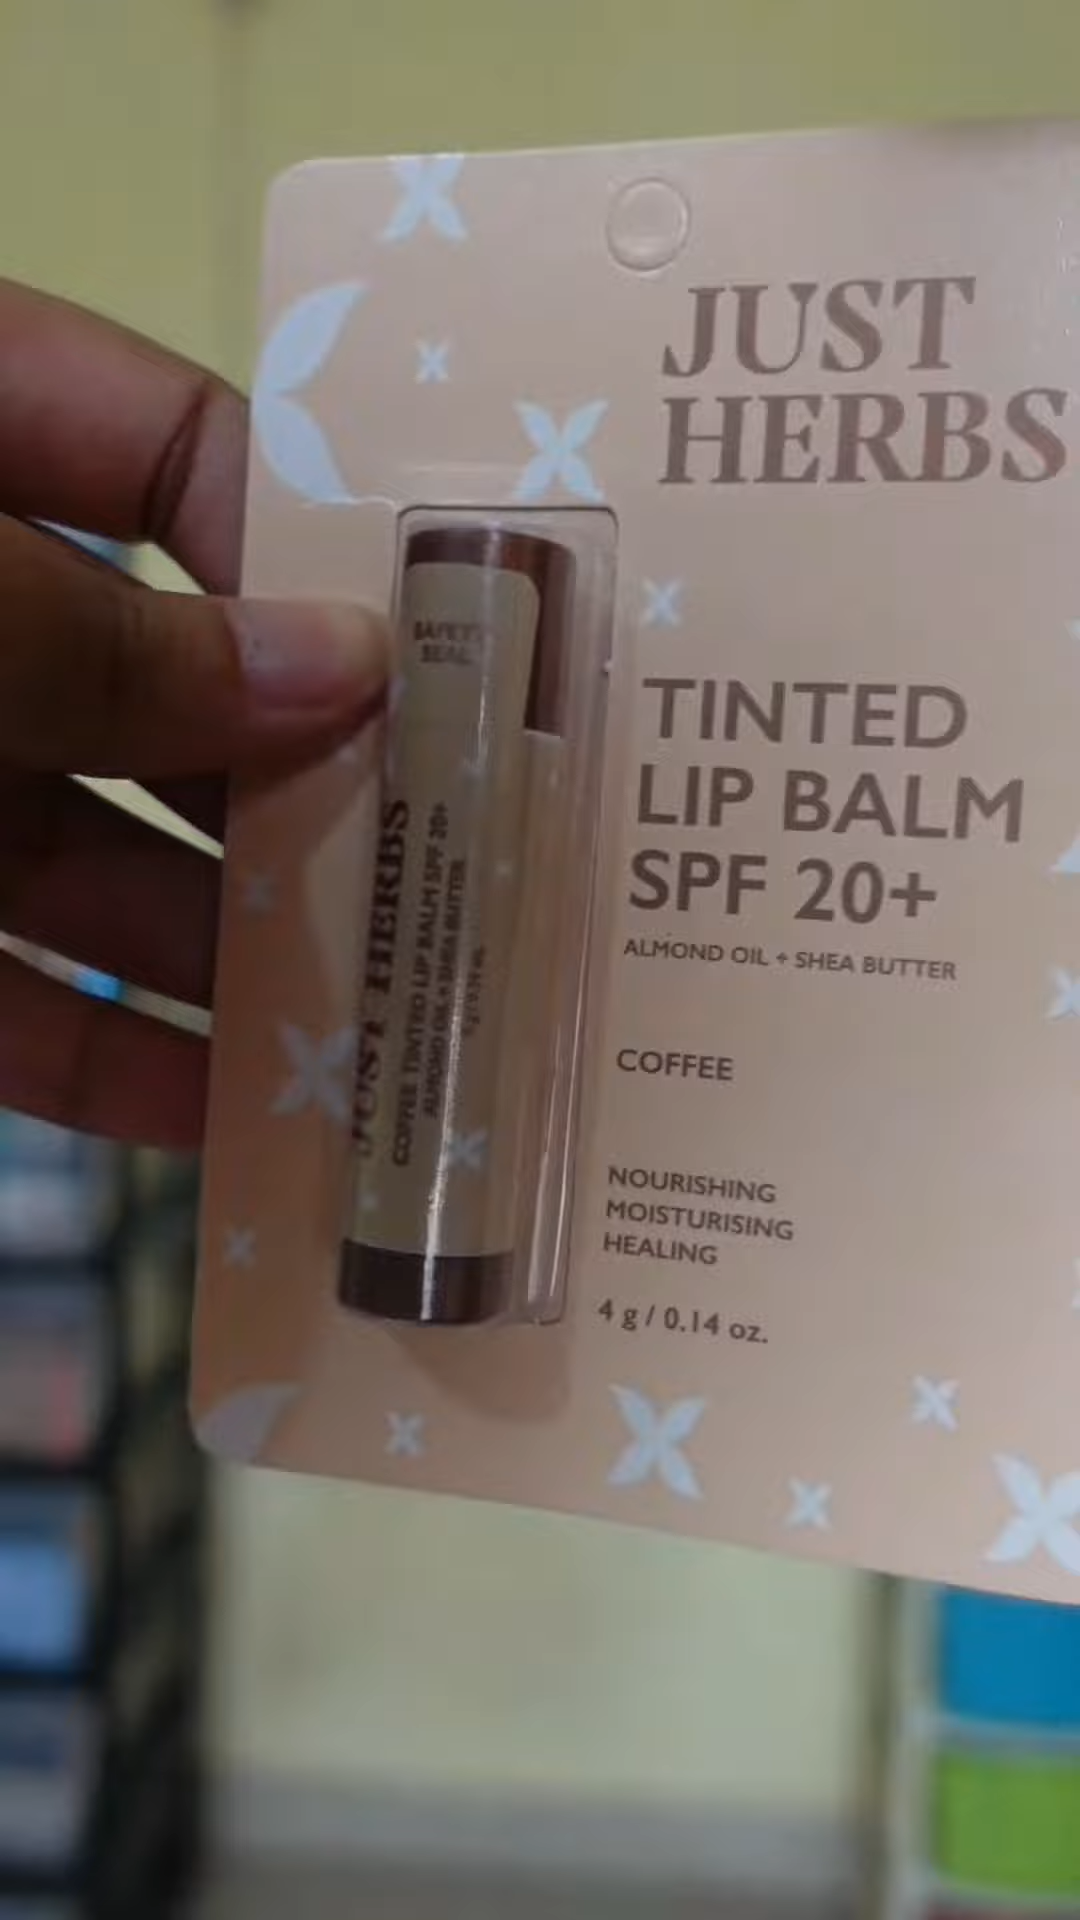 JUST
HERBS
TINTED
LIP BALM
SPF 20+
ALMOND OIL + SHEA BUTTER
COFFEE
NOURISHING
MOISTURISING
HEALING
4 g / 0.14 oz.
SAFETY
SEAL
JUST HERBS
COFFEE TINTED LIP BALM SPF 20+
ALMOND OIL + SHEA BUTTER